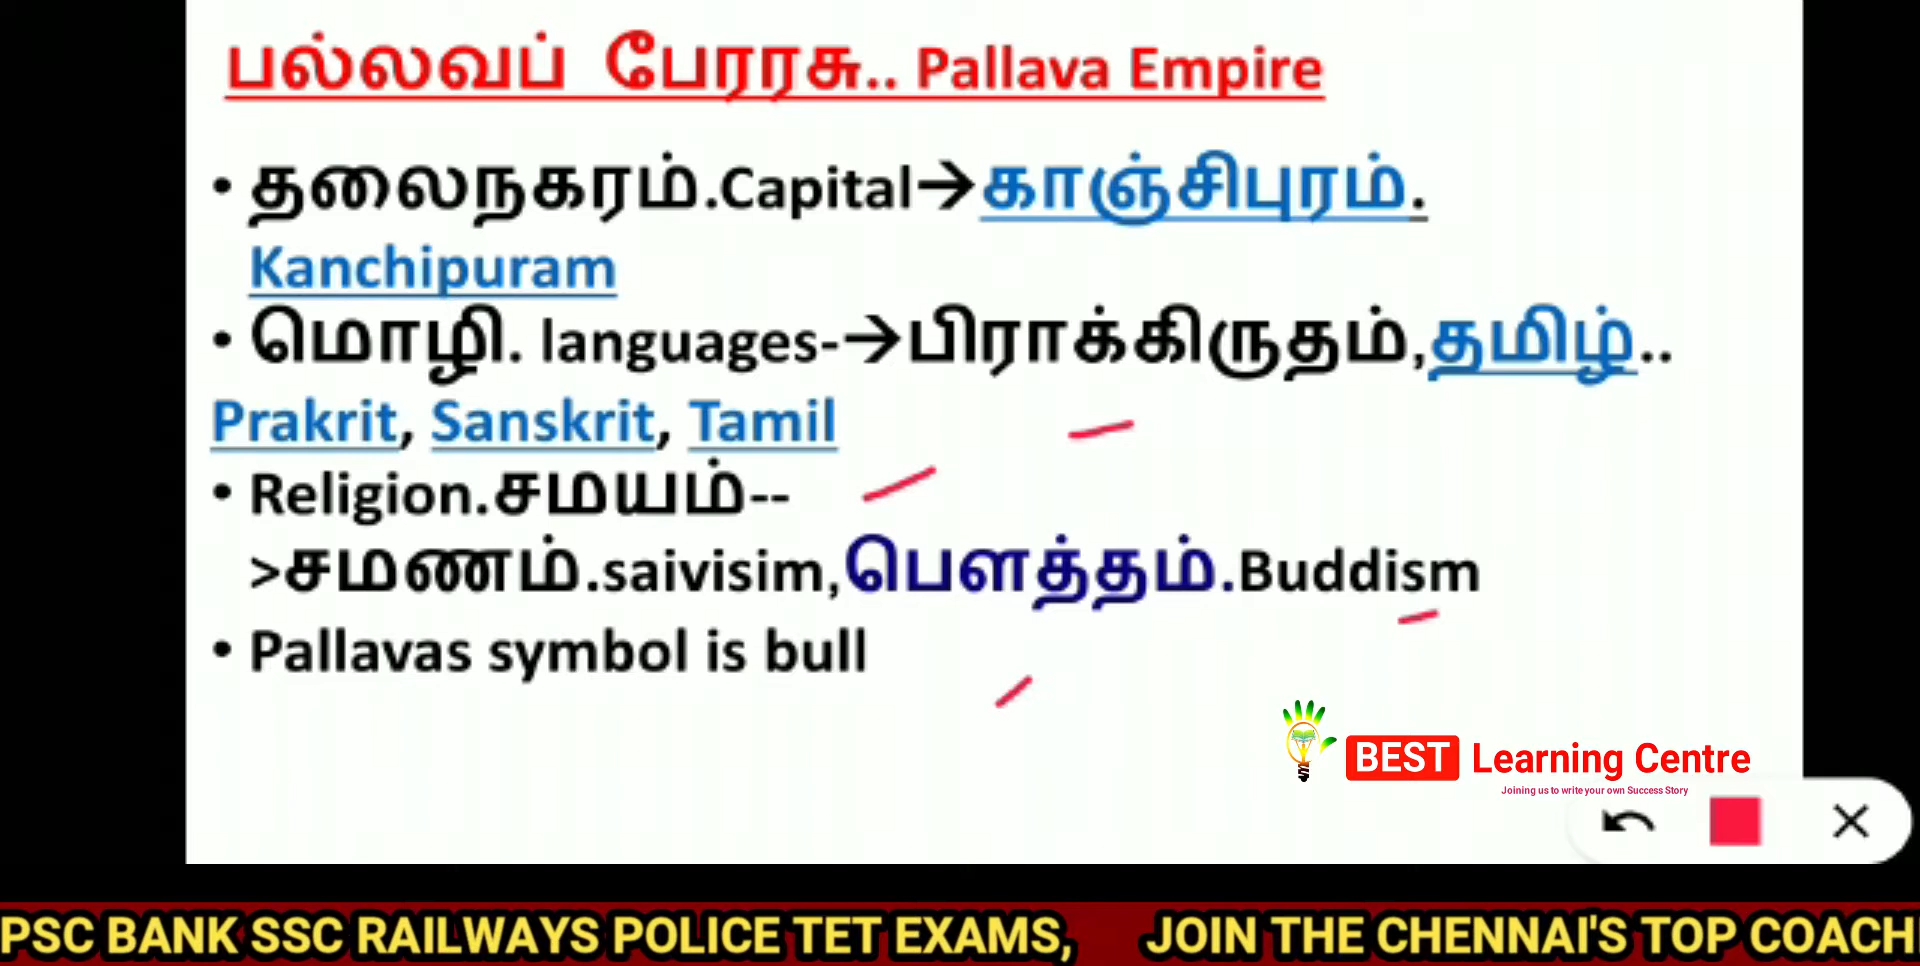 பல்லவப் பேரரசு.. Pallava Empire
• தலைநகரம்.Capital→காஞ்சிபுரம்.
Kanchipuram
• மொழி. languages-→பிராக்கிருதம்,தமிழ்..
Prakrit, Sanskrit, Tamil
• Religion.சமயம்--
>சமணம்.saivisim,பௌத்தம்.Buddism
• Pallavas symbol is bull
BEST Learning Centre
Joining us to write your own Success Story
PSC BANK SSC RAILWAYS POLICE TET EXAMS, JOIN THE CHENNAI'S TOP COACH